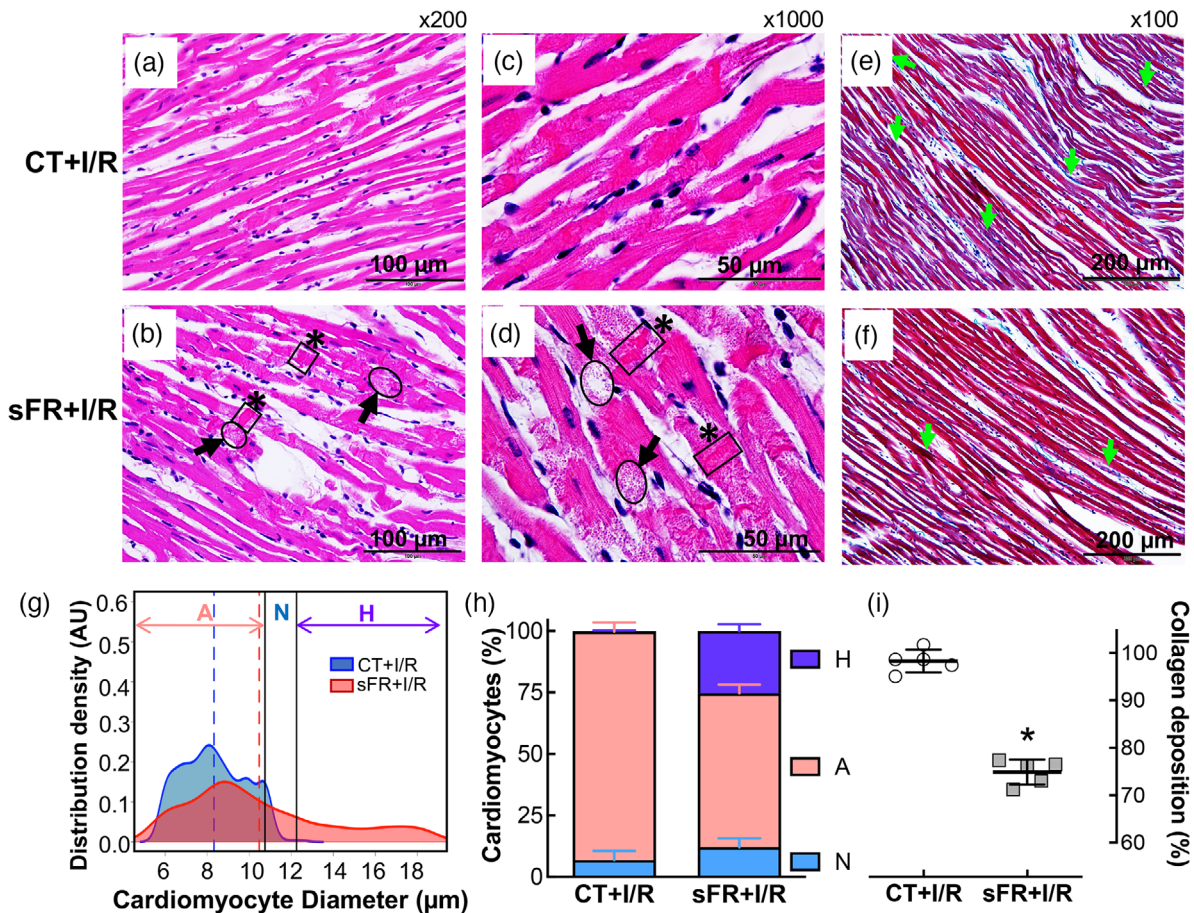 x200
x1000
x100
(a)
(c)
(e)
CT+I/R
100 µm
50 µm
200 µm
(b)
(d)
(f)
*
*
*
*
sFR+I/R
100 µm
50 µm
200 µm
(g)
(h)
(i)
Distribution density (AU)
0.6
0.5
0.4
0.3
0.2
0.1
0.0
A
N
H
CT+I/R
sFR+I/R
6
8
10
12
14
16
18
Cardiomyocyte Diameter (µm)
Cardiomyocytes (%)
100
75
50
25
0
CT+I/R
sFR+I/R
H
A
N
*
CT+I/R
sFR+I/R
100
90
80
70
60
Collagen deposition (%)